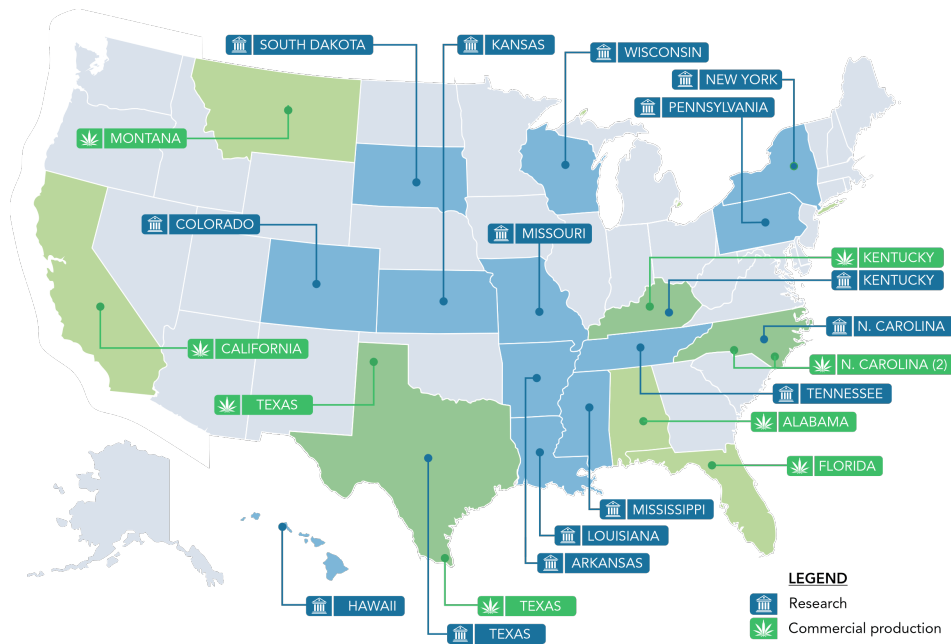 SOUTH DAKOTA
KANSAS
WISCONSIN
NEW YORK
PENNSYLVANIA
MONTANA
COLORADO
MISSOURI
KENTUCKY
KENTUCKY
N. CAROLINA
CALIFORNIA
N. CAROLINA (2)
TENNESSEE
TEXAS
ALABAMA
FLORIDA
MISSISSIPPI
LOUISIANA
ARKANSAS
LEGEND
Research
HAWAII
TEXAS
TEXAS
Commercial production